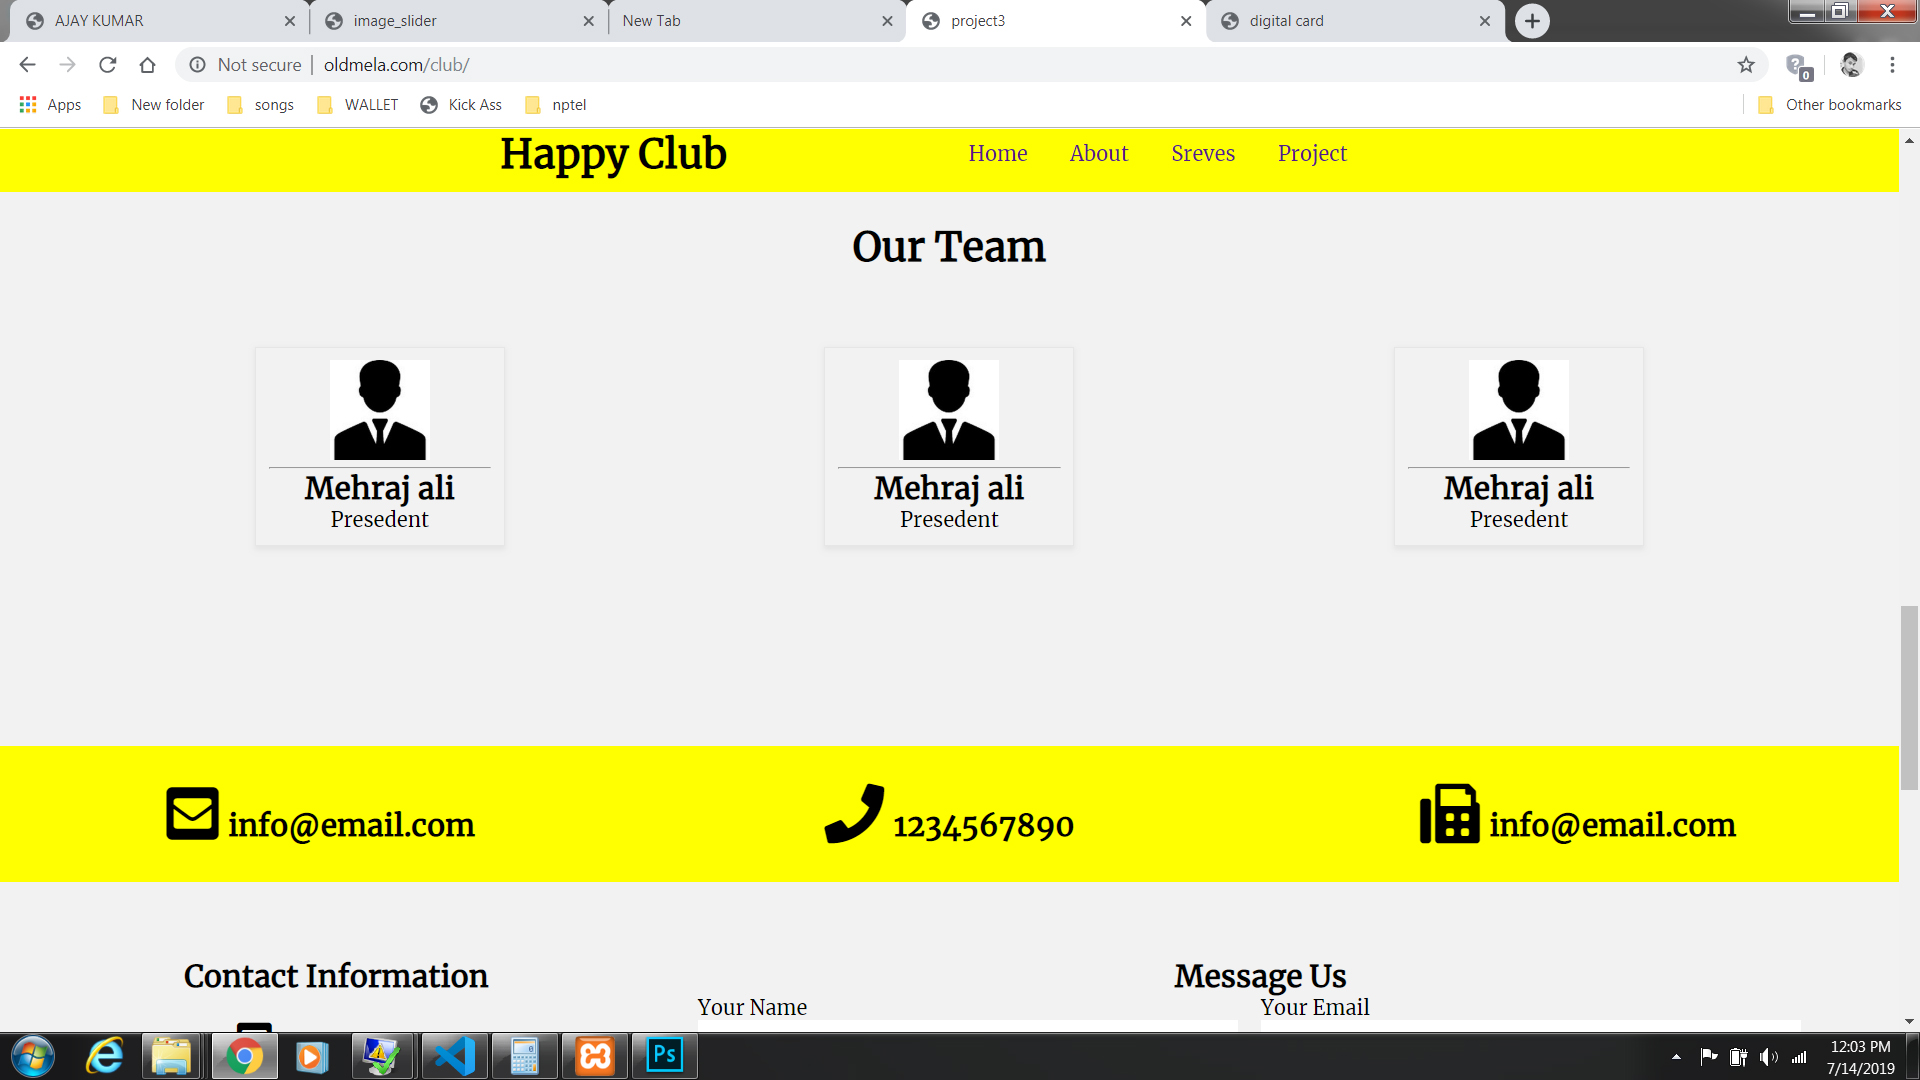 AJAY KUMAR
image_slider
New Tab
project3
digital card
Not secure | oldmela.com/club/
0
Apps New folder songs WALLET Kick Ass nptel Other bookmarks
Happy Club
Home About Sreves Project
Our Team
Mehraj ali
Presedent
Mehraj ali
Presedent
Mehraj ali
Presedent
info@email.com
1234567890
info@email.com
Contact Information
Message Us
Your Name
Your Email
Ps
12:03 PM
7/14/2019